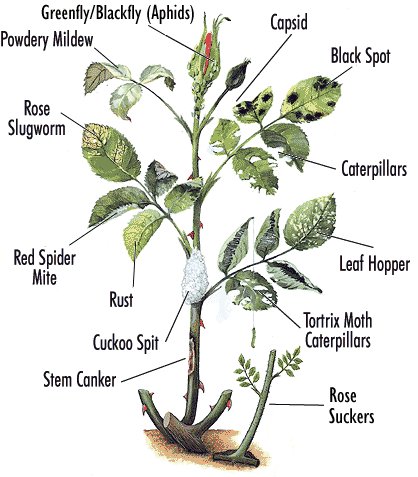 Greenfly/Blackfly (Aphids)
Capsid
Powdery Mildew
Black Spot
Rose
Slugworm
Caterpillars
Red Spider
Mite
Leaf Hopper
Rust
Tortrix Moth
Caterpillars
Cuckoo Spit
Stem Canker
Rose
Suckers